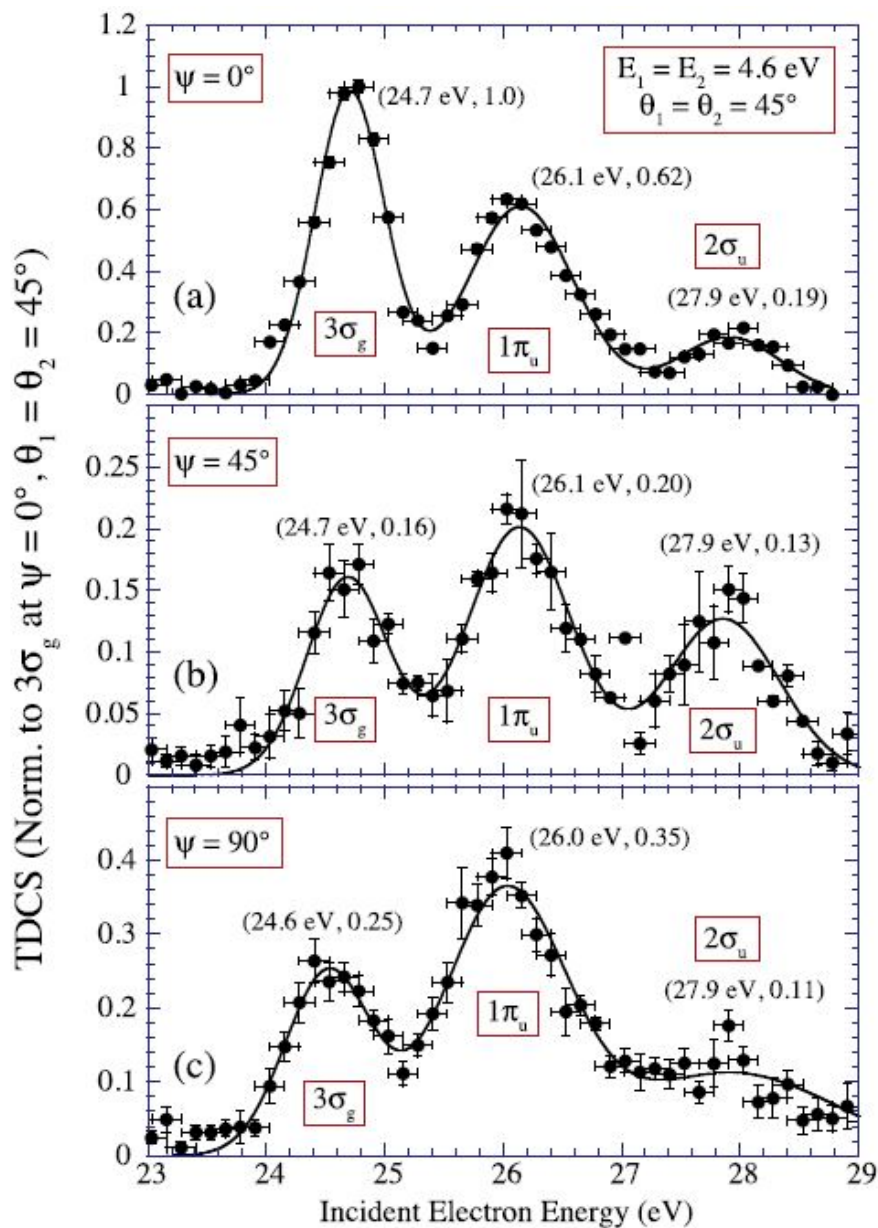 TDCS (Norm. to 3σg at ψ = 0°, θ1 = θ2 = 45°)
1.2
1
0.8
0.6
0.4
0.2
0
ψ = 0°
E1 = E2 = 4.6 eV
θ1 = θ2 = 45°
(24.7 eV, 1.0)
(26.1 eV, 0.62)
2σu
(27.9 eV, 0.19)
(a)
3σg
1πu
0.25
0.2
0.15
0.1
0.05
0
ψ = 45°
(24.7 eV, 0.16)
(26.1 eV, 0.20)
(27.9 eV, 0.13)
(b)
3σg
1πu
2σu
0.4
0.3
0.2
0.1
0
ψ = 90°
(26.0 eV, 0.35)
(24.6 eV, 0.25)
2σu
(27.9 eV, 0.11)
1πu
(c)
3σg
23 24 25 26 27 28 29
Incident Electron Energy (eV)